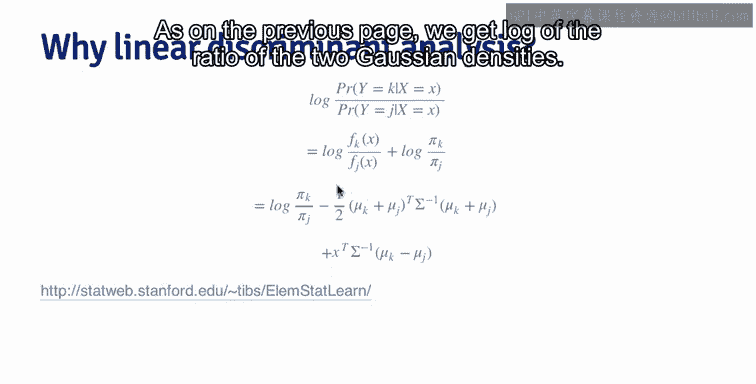 As on the previous page, we get log of the
ratio of the two Gaussian densities.
Why linear discriminant analysis?
log Pr(Y = k|X = x) / Pr(Y = j|X = x)
= log f_k(x) / f_j(x) + log π_k / π_j
= log π_k / π_j − 1/2 (μ_k + μ_j)^T Σ^−1 (μ_k + μ_j)
+x^T Σ^−1 (μ_k − μ_j)
http://statweb.stanford.edu/~tibs/ElemStatLearn/